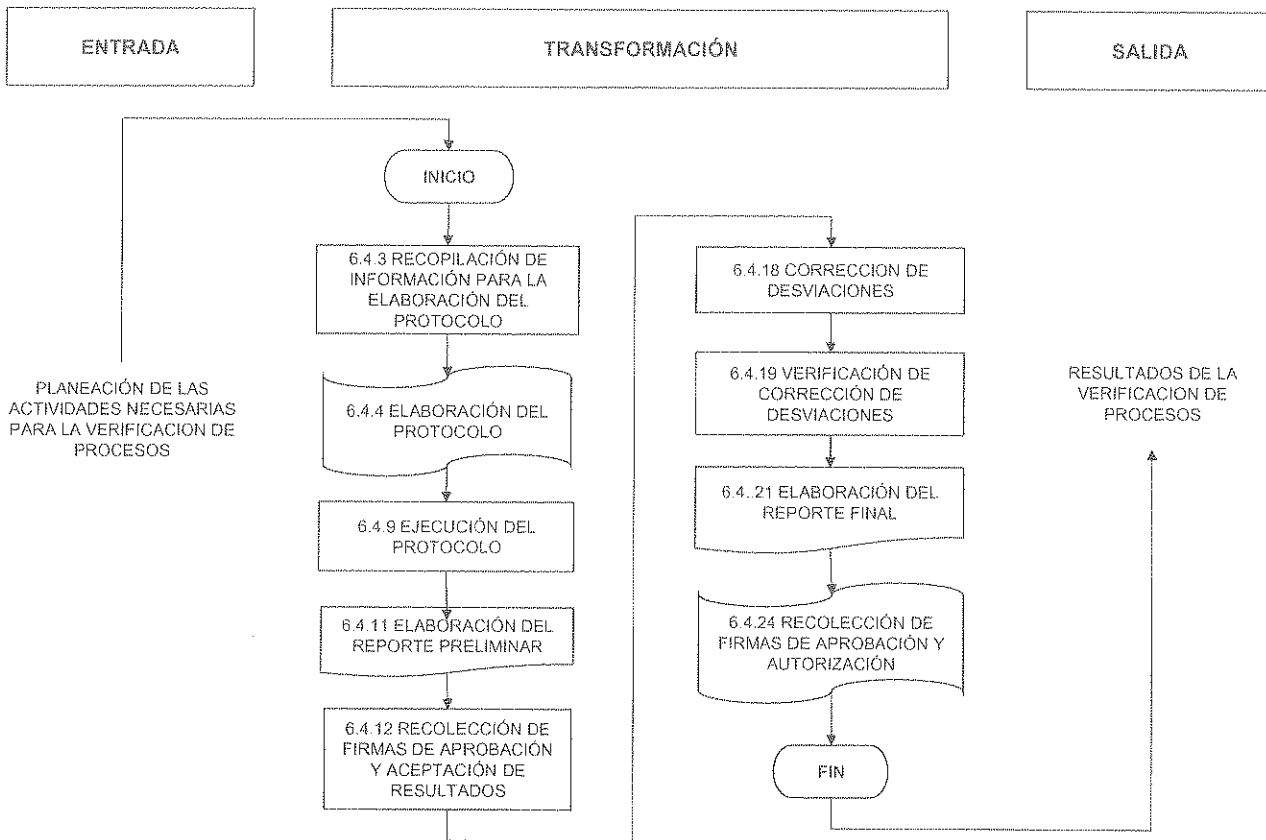 ENTRADA
TRANSFORMACIÓN
SALIDA
PLANEACIÓN DE LAS
ACTIVIDADES NECESARIAS
PARA LA VERIFICACION DE
PROCESOS
INICIO
6.4.3 RECOPILACIÓN DE
INFORMACIÓN PARA LA
ELABORACIÓN DEL
PROTOCOLO
6.4.4 ELABORACIÓN DEL
PROTOCOLO
6.4.9 EJECUCIÓN DEL
PROTOCOLO
6.4.11 ELABORACIÓN DEL
REPORTE PRELIMINAR
6.4.12 RECOLECCIÓN DE
FIRMAS DE APROBACIÓN
Y ACEPTACIÓN DE
RESULTADOS
6.4.18 CORRECCION DE
DESVIACIONES
6.4.19 VERIFICACIÓN DE
CORRECCIÓN DE
DESVIACIONES
6.4..21 ELABORACIÓN DEL
REPORTE FINAL
6.4.24 RECOLECCIÓN DE
FIRMAS DE APROBACIÓN Y
AUTORIZACIÓN
FIN
RESULTADOS DE LA
VERIFICACION DE
PROCESOS